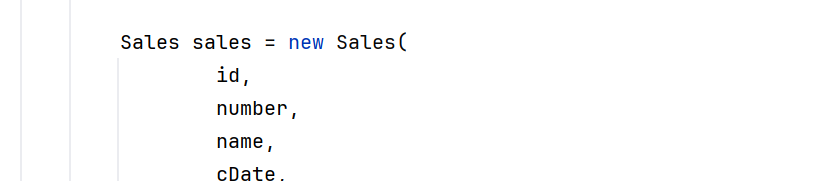 Sales sales = new Sales(
id,
number,
name,
cDate,